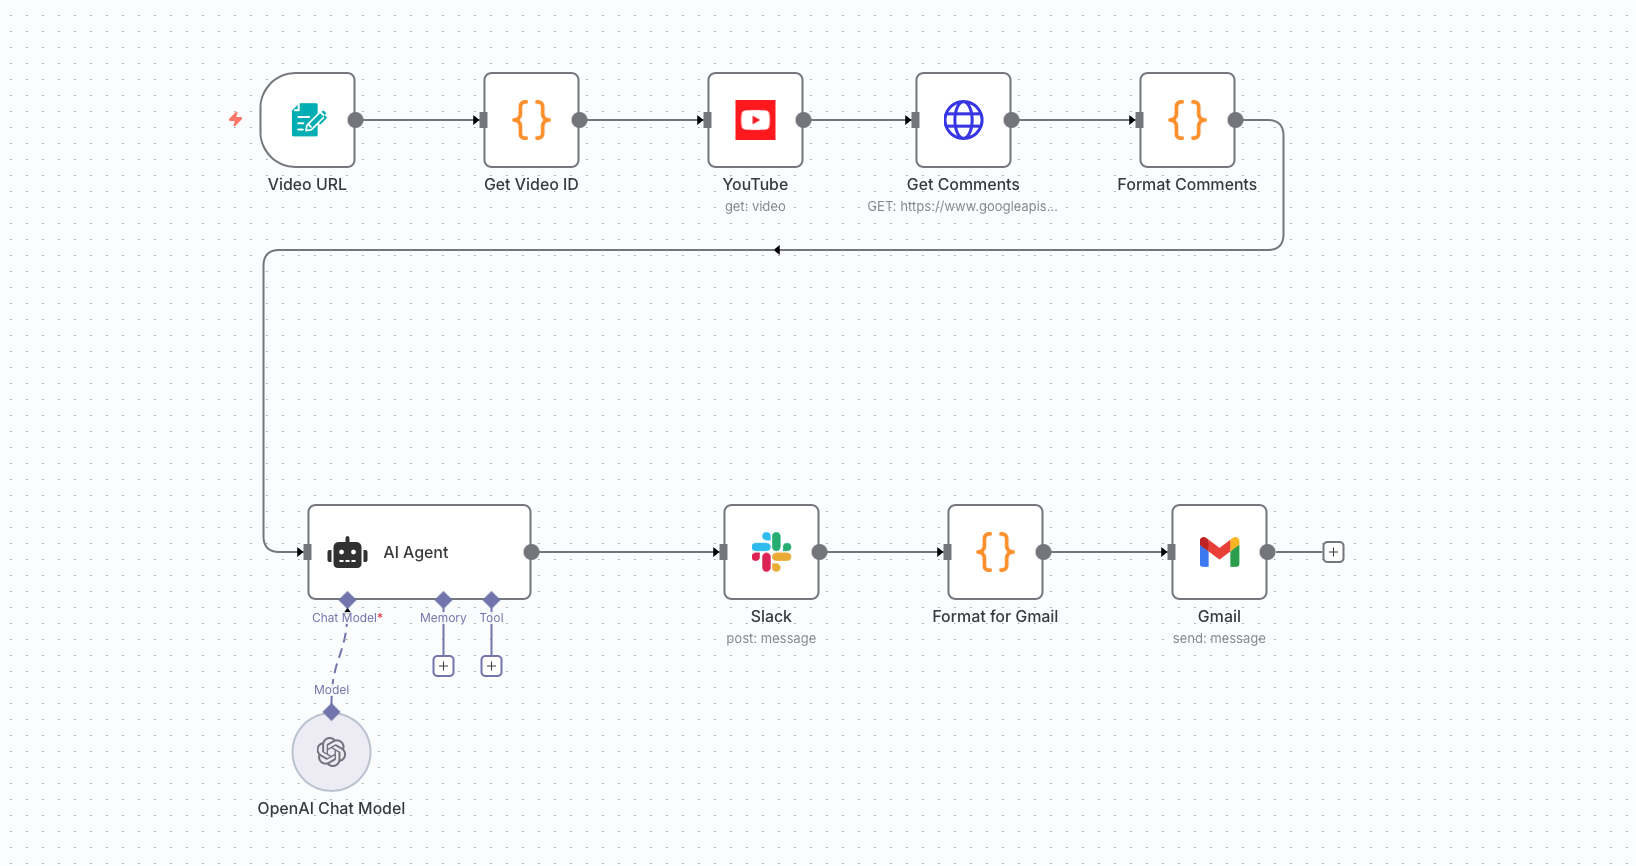 Video URL
Get Video ID
YouTube
get: video
Get Comments
GET: https://www.googleapis...
Format Comments
AI Agent
Chat Model*
Memory
Tool
Model
OpenAI Chat Model
Slack
post: message
Format for Gmail
Gmail
send: message